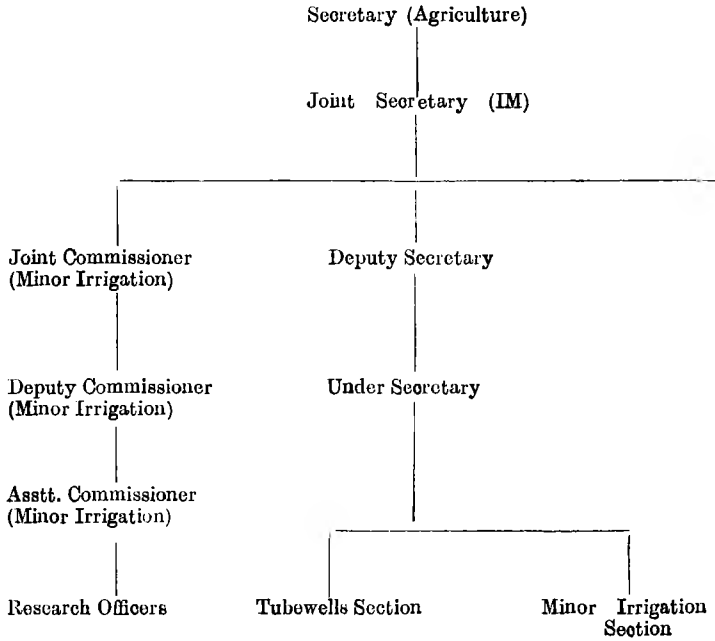 Secretary (Agriculture)
Joint Secretary (IM)
Joint Commissioner
(Minor Irrigation)
Deputy Secretary
Deputy Commissioner
(Minor Irrigation)
Under Secretary
Asstt. Commissioner
(Minor Irrigation)
Research Officers
Tubewells Section
Minor Irrigation
Section